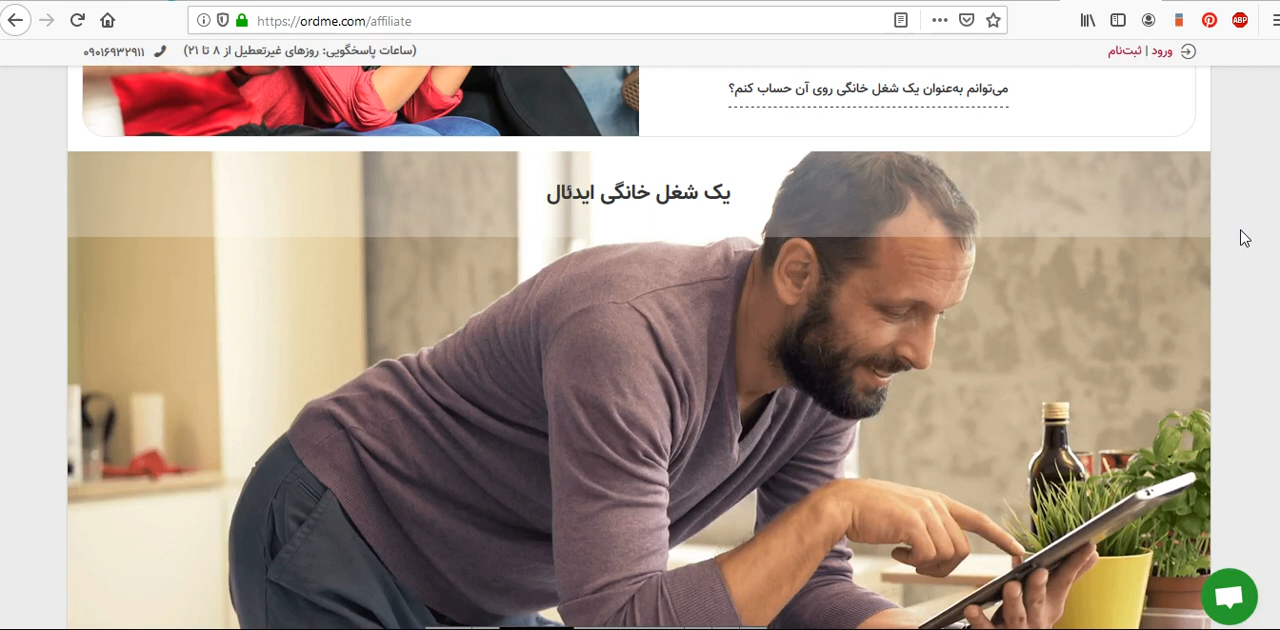 https://ordme.com/affiliate
ABP
ورود | ثبت‌نام
(ساعات پاسخگویی: روزهای غیرتعطیل از ۸ تا ۲۱)
۰۹۰۱۶۹۳۲۹۱۱
می‌توانم به‌عنوان یک شغل خانگی روی آن حساب کنم؟
یک شغل خانگی ایدئال